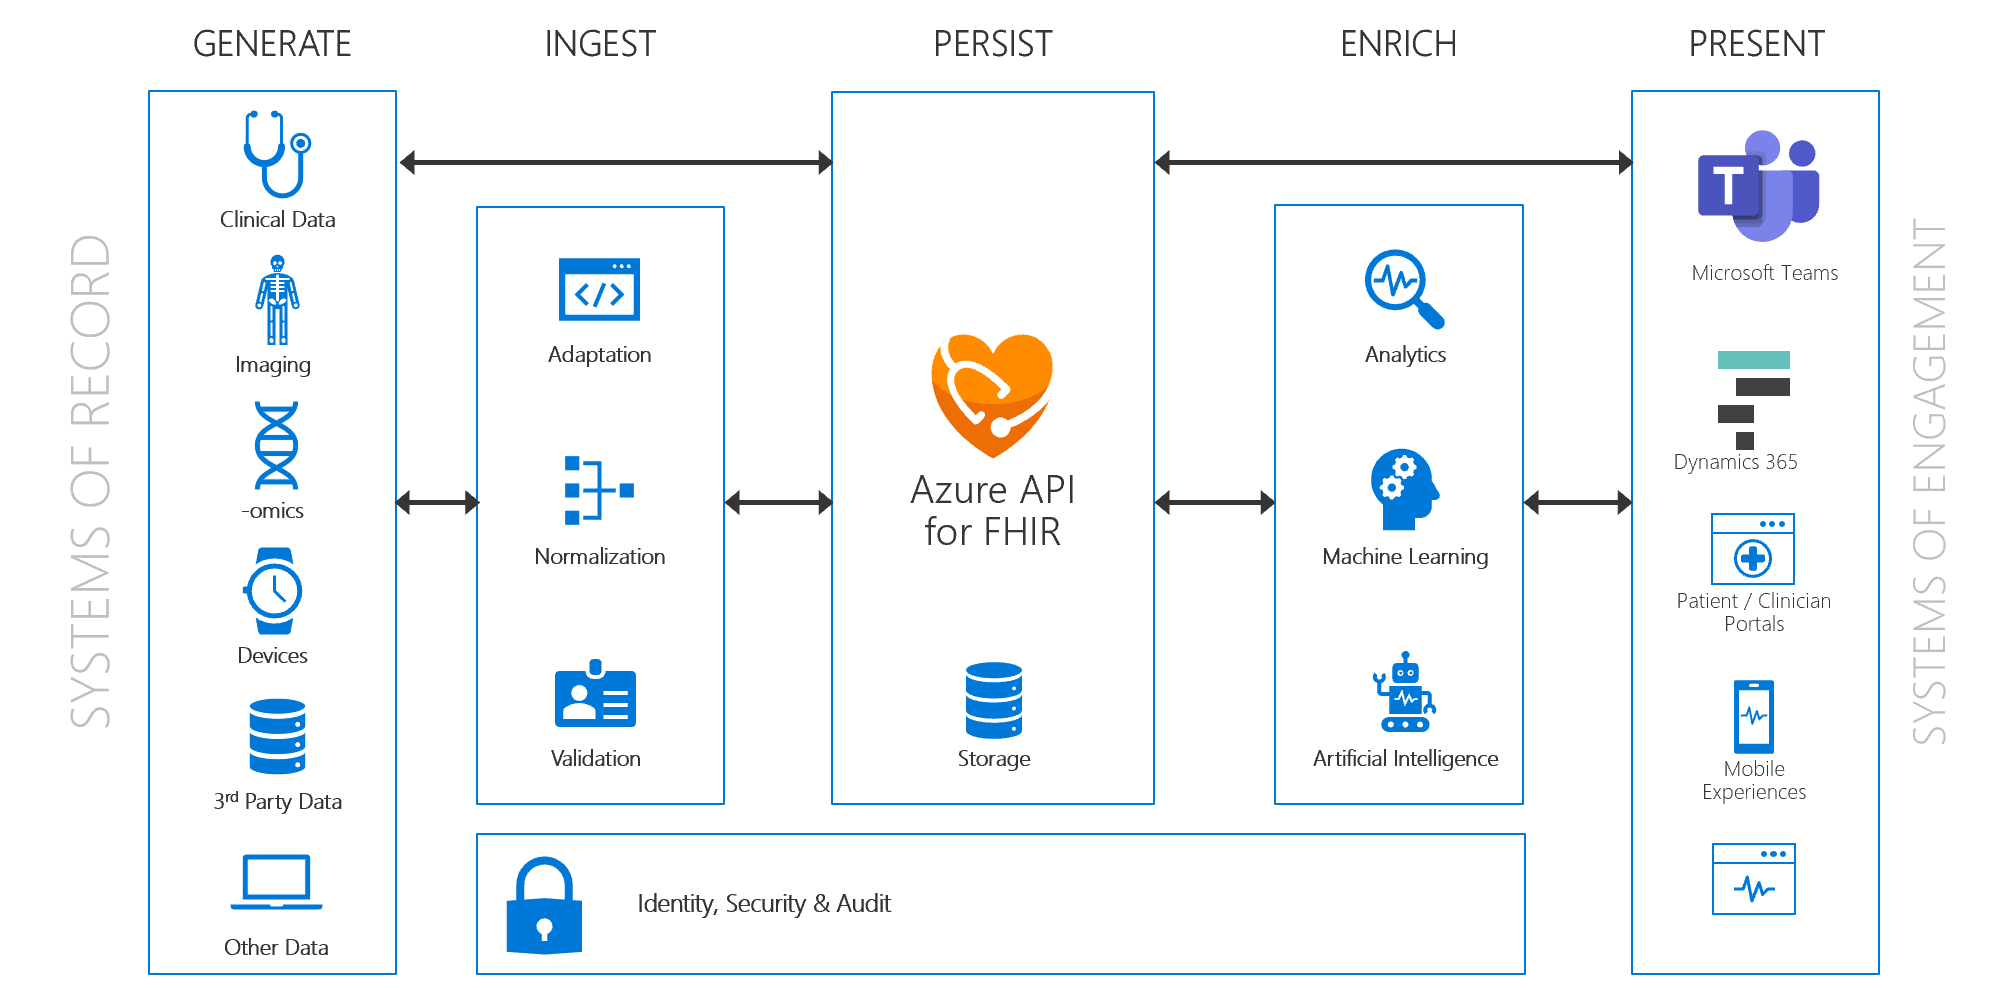 GENERATE
INGEST
PERSIST
ENRICH
PRESENT
SYSTEMS OF RECORD
Clinical Data
Imaging
-omics
Devices
3rd Party Data
Other Data
Adaptation
Normalization
Validation
Azure API
for FHIR
Storage
Analytics
Machine Learning
Artificial Intelligence
T
Microsoft Teams
Dynamics 365
Patient / Clinician
Portals
Mobile
Experiences
SYSTEMS OF ENGAGEMENT
Identity, Security & Audit